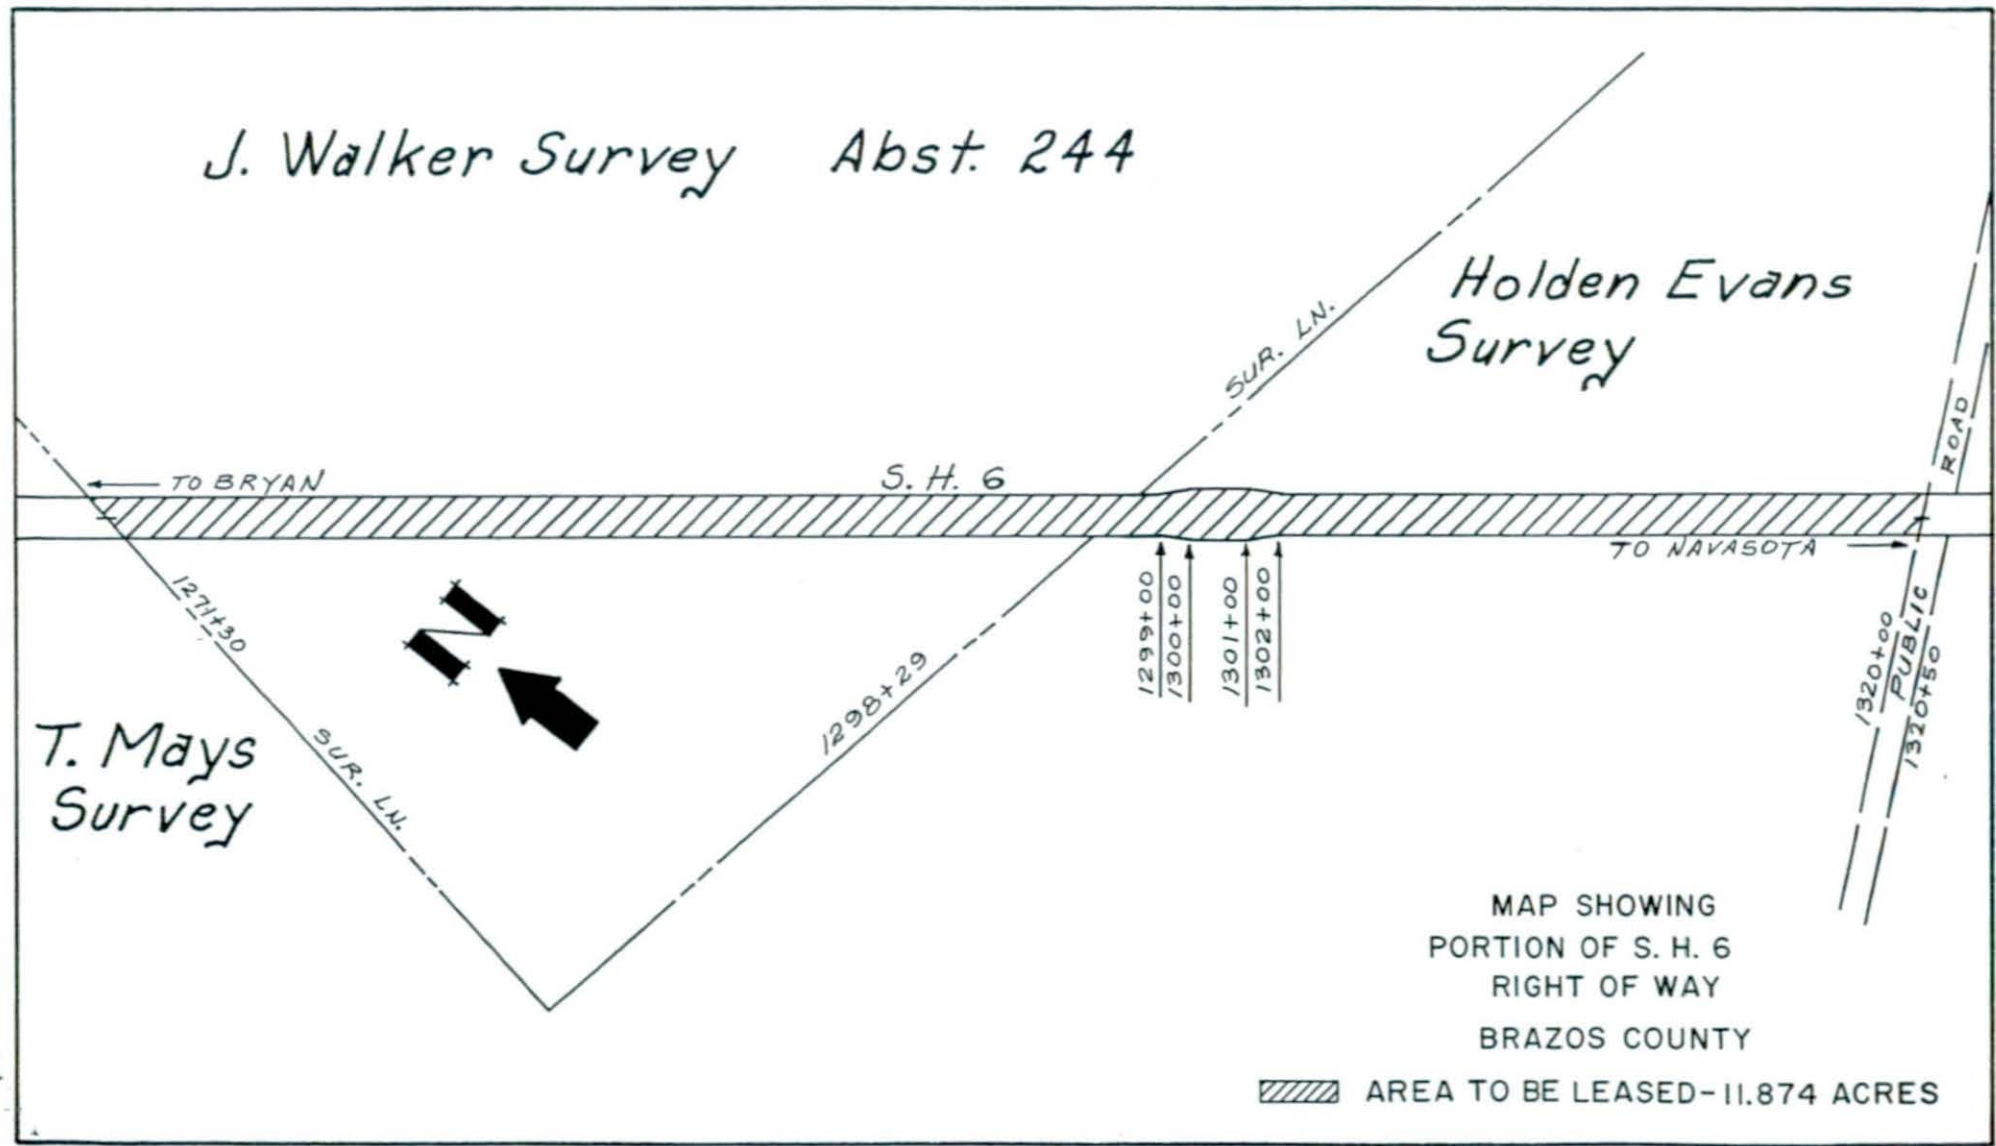 J. Walker Survey Abst. 244
Holden Evans
Survey
SUR. LN.
ROAD
TO BRYAN
S. H. 6
TO NAVASOTA
1271+30
N
1298+29
1299+00
1300+00
1301+00
1302+00
1320+00
PUBLIC
1320+50
T. Mays
Survey
SUR. LN.
MAP SHOWING
PORTION OF S. H. 6
RIGHT OF WAY
BRAZOS COUNTY
AREA TO BE LEASED-11.874 ACRES